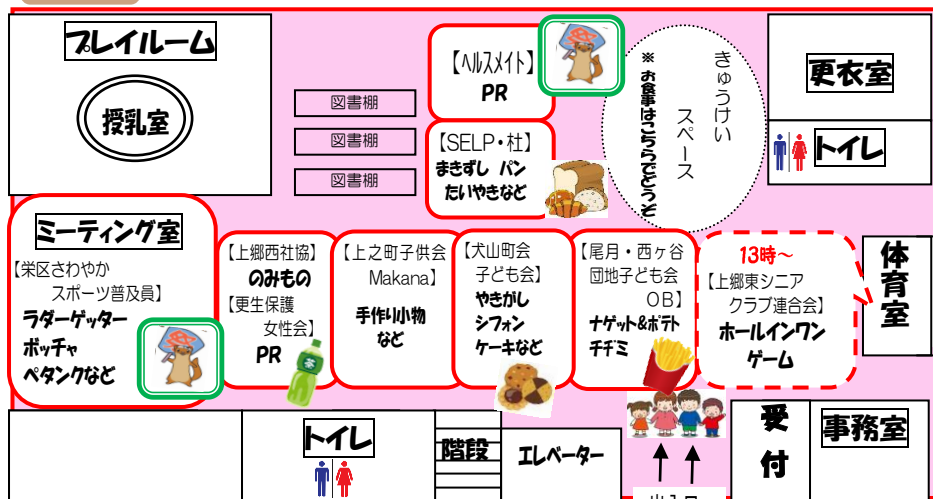 プレイルーム
授乳室
図書棚
図書棚
図書棚
【ヘルスメイト】
PR
【SELP・杜】
まきずし パン
たいやきなど
きゅうけい
スペース
※ お食事はこちらでどうぞ
更衣室
トイレ
ミーティング室
【栄区さわやか
スポーツ普及員】
ラダーゲッター
ボッチャ
ペタンクなど
【上郷西社協】
のみもの
【更生保護
女性会】
PR
茶
【上之町子供会
Makana】
手作り小物
など
【犬山町会
子ども会】
やきがし
シフォン
ケーキなど
【尾月・西ヶ谷
団地子ども会
OB】
ナゲット&ポテト
チヂミ
13時～
【上郷東シニア
クラブ連合会】
ホールインワン
ゲーム
体育室
トイレ
階段
エレベーター
受付
事務室